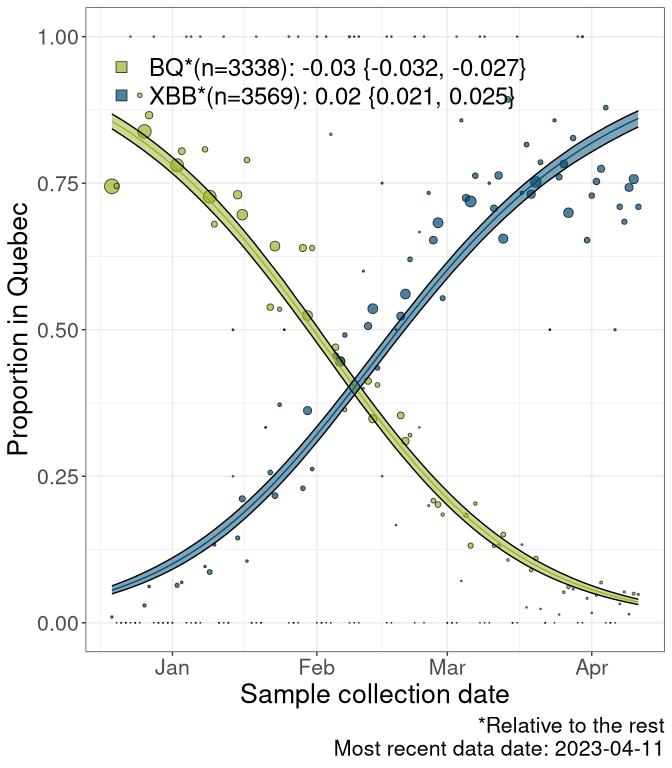 1.00
BQ*(n=3338): -0.03 {-0.032, -0.027}
XBB*(n=3569): 0.02 {0.021, 0.025}
0.75
Proportion in Quebec
0.50
0.25
0.00
Jan Feb Mar Apr
Sample collection date
*Relative to the rest
Most recent data date: 2023-04-11